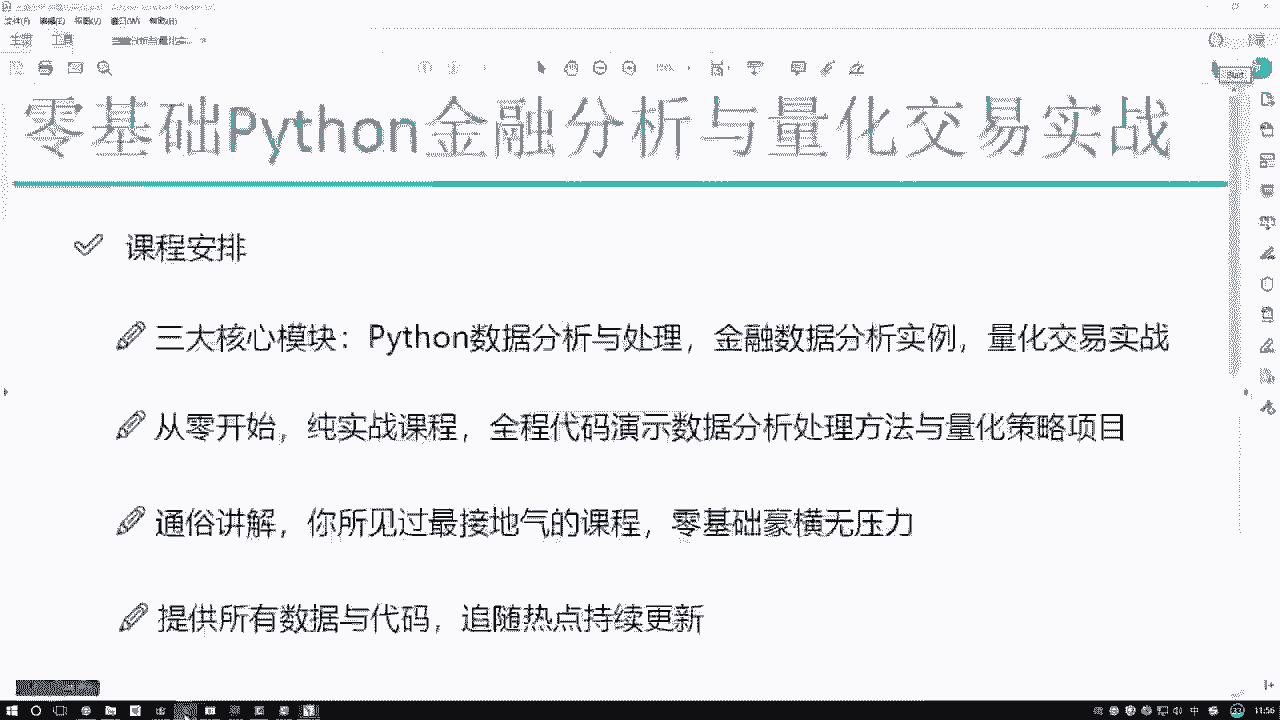 文件(F) 编辑(E) 视图(V) 窗口(W) 帮助(H)
主页 工具
零基础Python金融分析与量化交易实战
课程安排
三大核心模块：Python数据分析与处理，金融数据分析实例，量化交易实战
从零开始，纯实战课程，全程代码演示数据分析处理方法与量化策略项目
通俗讲解，你所见过最接地气的课程，零基础豪横无压力
提供所有数据与代码，追随热点持续更新
中
11:56